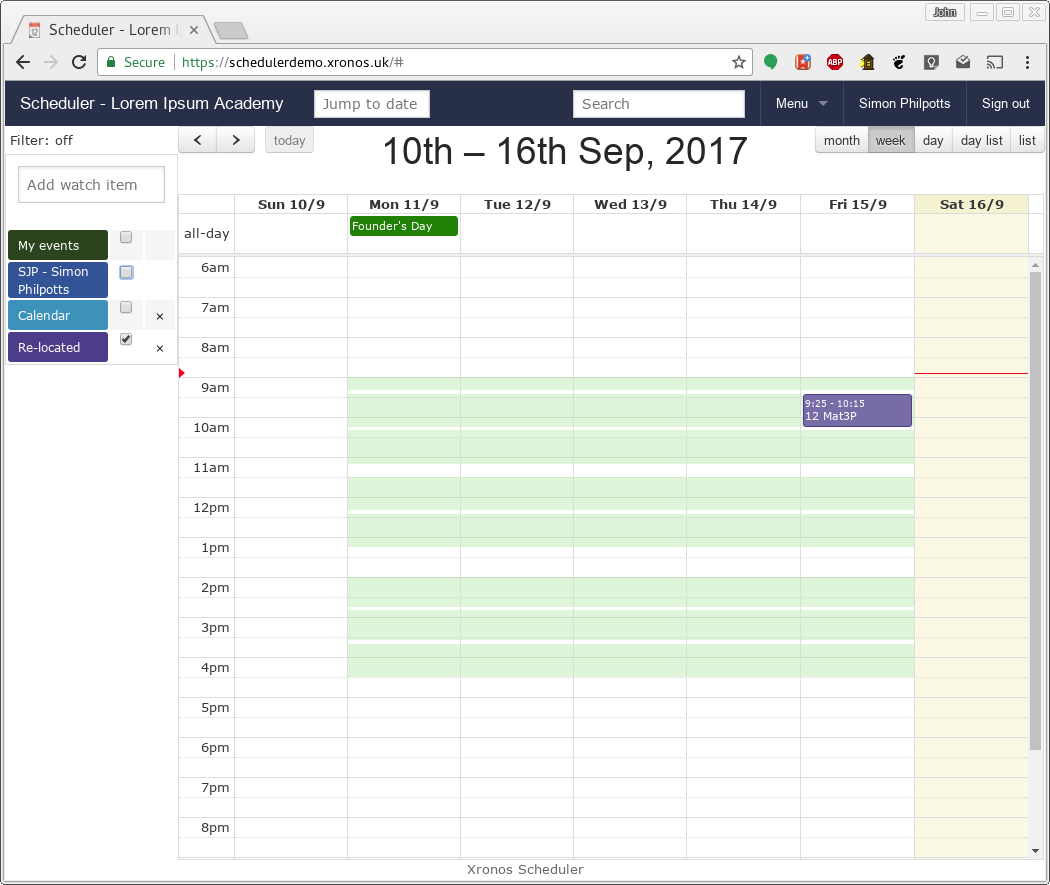 John
Scheduler - Lorem
Secure
https://schedulerdemo.xronos.uk/#
ABP
Scheduler - Lorem Ipsum Academy
Jump to date
Search
Menu
Simon Philpotts
Sign out
Filter: off
today
10th – 16th Sep, 2017
month
week
day
day list
list
Add watch item
My events
SJP - Simon
Philpotts
Calendar
×
Re-located
×
Sun 10/9
Mon 11/9
Tue 12/9
Wed 13/9
Thu 14/9
Fri 15/9
Sat 16/9
all-day
Founder's Day
6am
7am
8am
9am
9:25 - 10:15
12 Mat3P
10am
11am
12pm
1pm
2pm
3pm
4pm
5pm
6pm
7pm
8pm
Xronos Scheduler